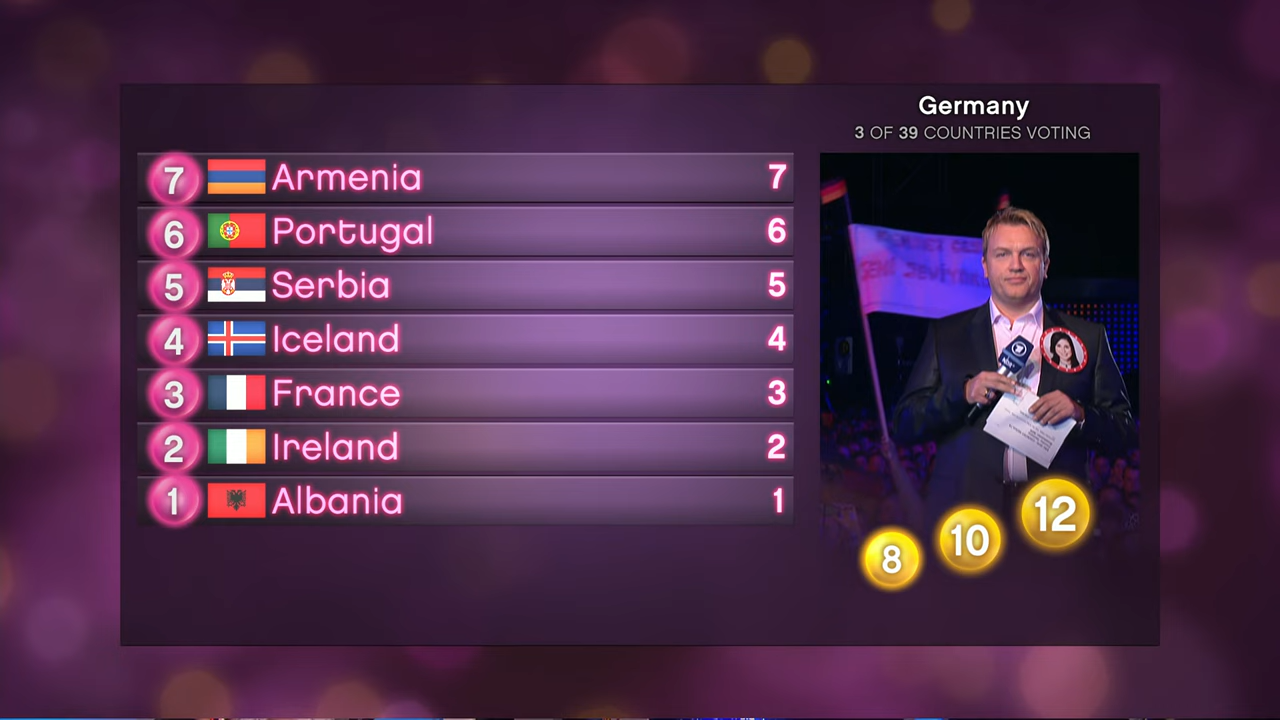 Germany
3 OF 39 COUNTRIES VOTING
7 Armenia 7
6 Portugal 6
5 Serbia 5
4 Iceland 4
3 France 3
2 Ireland 2
1 Albania 1
8 10 12